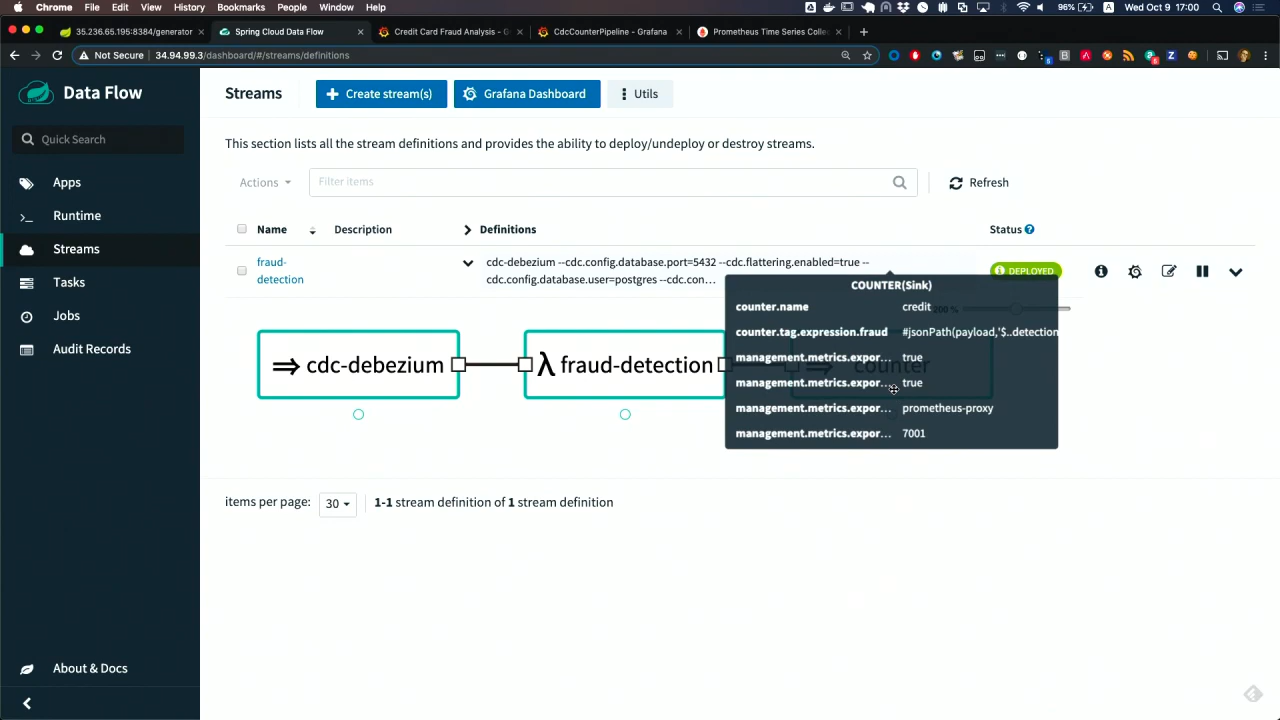 Chrome File Edit View History Bookmarks People Window Help
96% Wed Oct 9 17:00
35.236.65.195:8384/generator
Spring Cloud Data Flow
Credit Card Fraud Analysis - G
CdcCounterPipeline - Grafana
Prometheus Time Series Colle
Not Secure | 34.94.99.3/dashboard/#/streams/definitions
Data Flow
Quick Search
Apps
Runtime
Streams
Tasks
Jobs
Audit Records
About & Docs
Streams
Create stream(s)
Grafana Dashboard
Utils
This section lists all the stream definitions and provides the ability to deploy/undeploy or destroy streams.
Actions
Filter items
Refresh
Name Description Definitions Status
fraud-
detection
cdc-debezium --cdc.config.database.port=5432 --cdc.flattering.enabled=true --
cdc.config.database.user=postgres --cdc.con…
DEPLOYED
200 %
⇒ cdc-debezium
λ fraud-detection
⇒ counter
COUNTER(Sink)
counter.name credit
counter.tag.expression.fraud #jsonPath(payload,'$..detection
management.metrics.expor… true
management.metrics.expor… true
management.metrics.expor… prometheus-proxy
management.metrics.expor… 7001
items per page: 30 1-1 stream definition of 1 stream definition